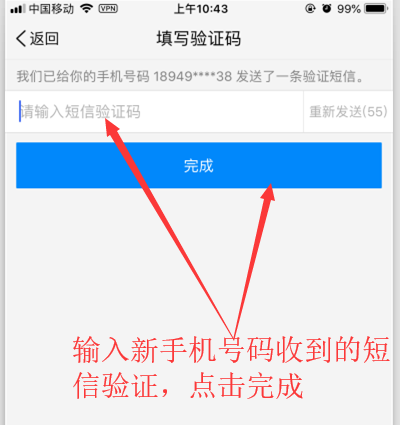 中国移动 VPN 上午10:43 99%
返回 填写验证码
我们已给你的手机号码 18949****38 发送了一条验证短信。
请输入短信验证码 重新发送(55)
完成
输入新手机号码收到的短
信验证，点击完成